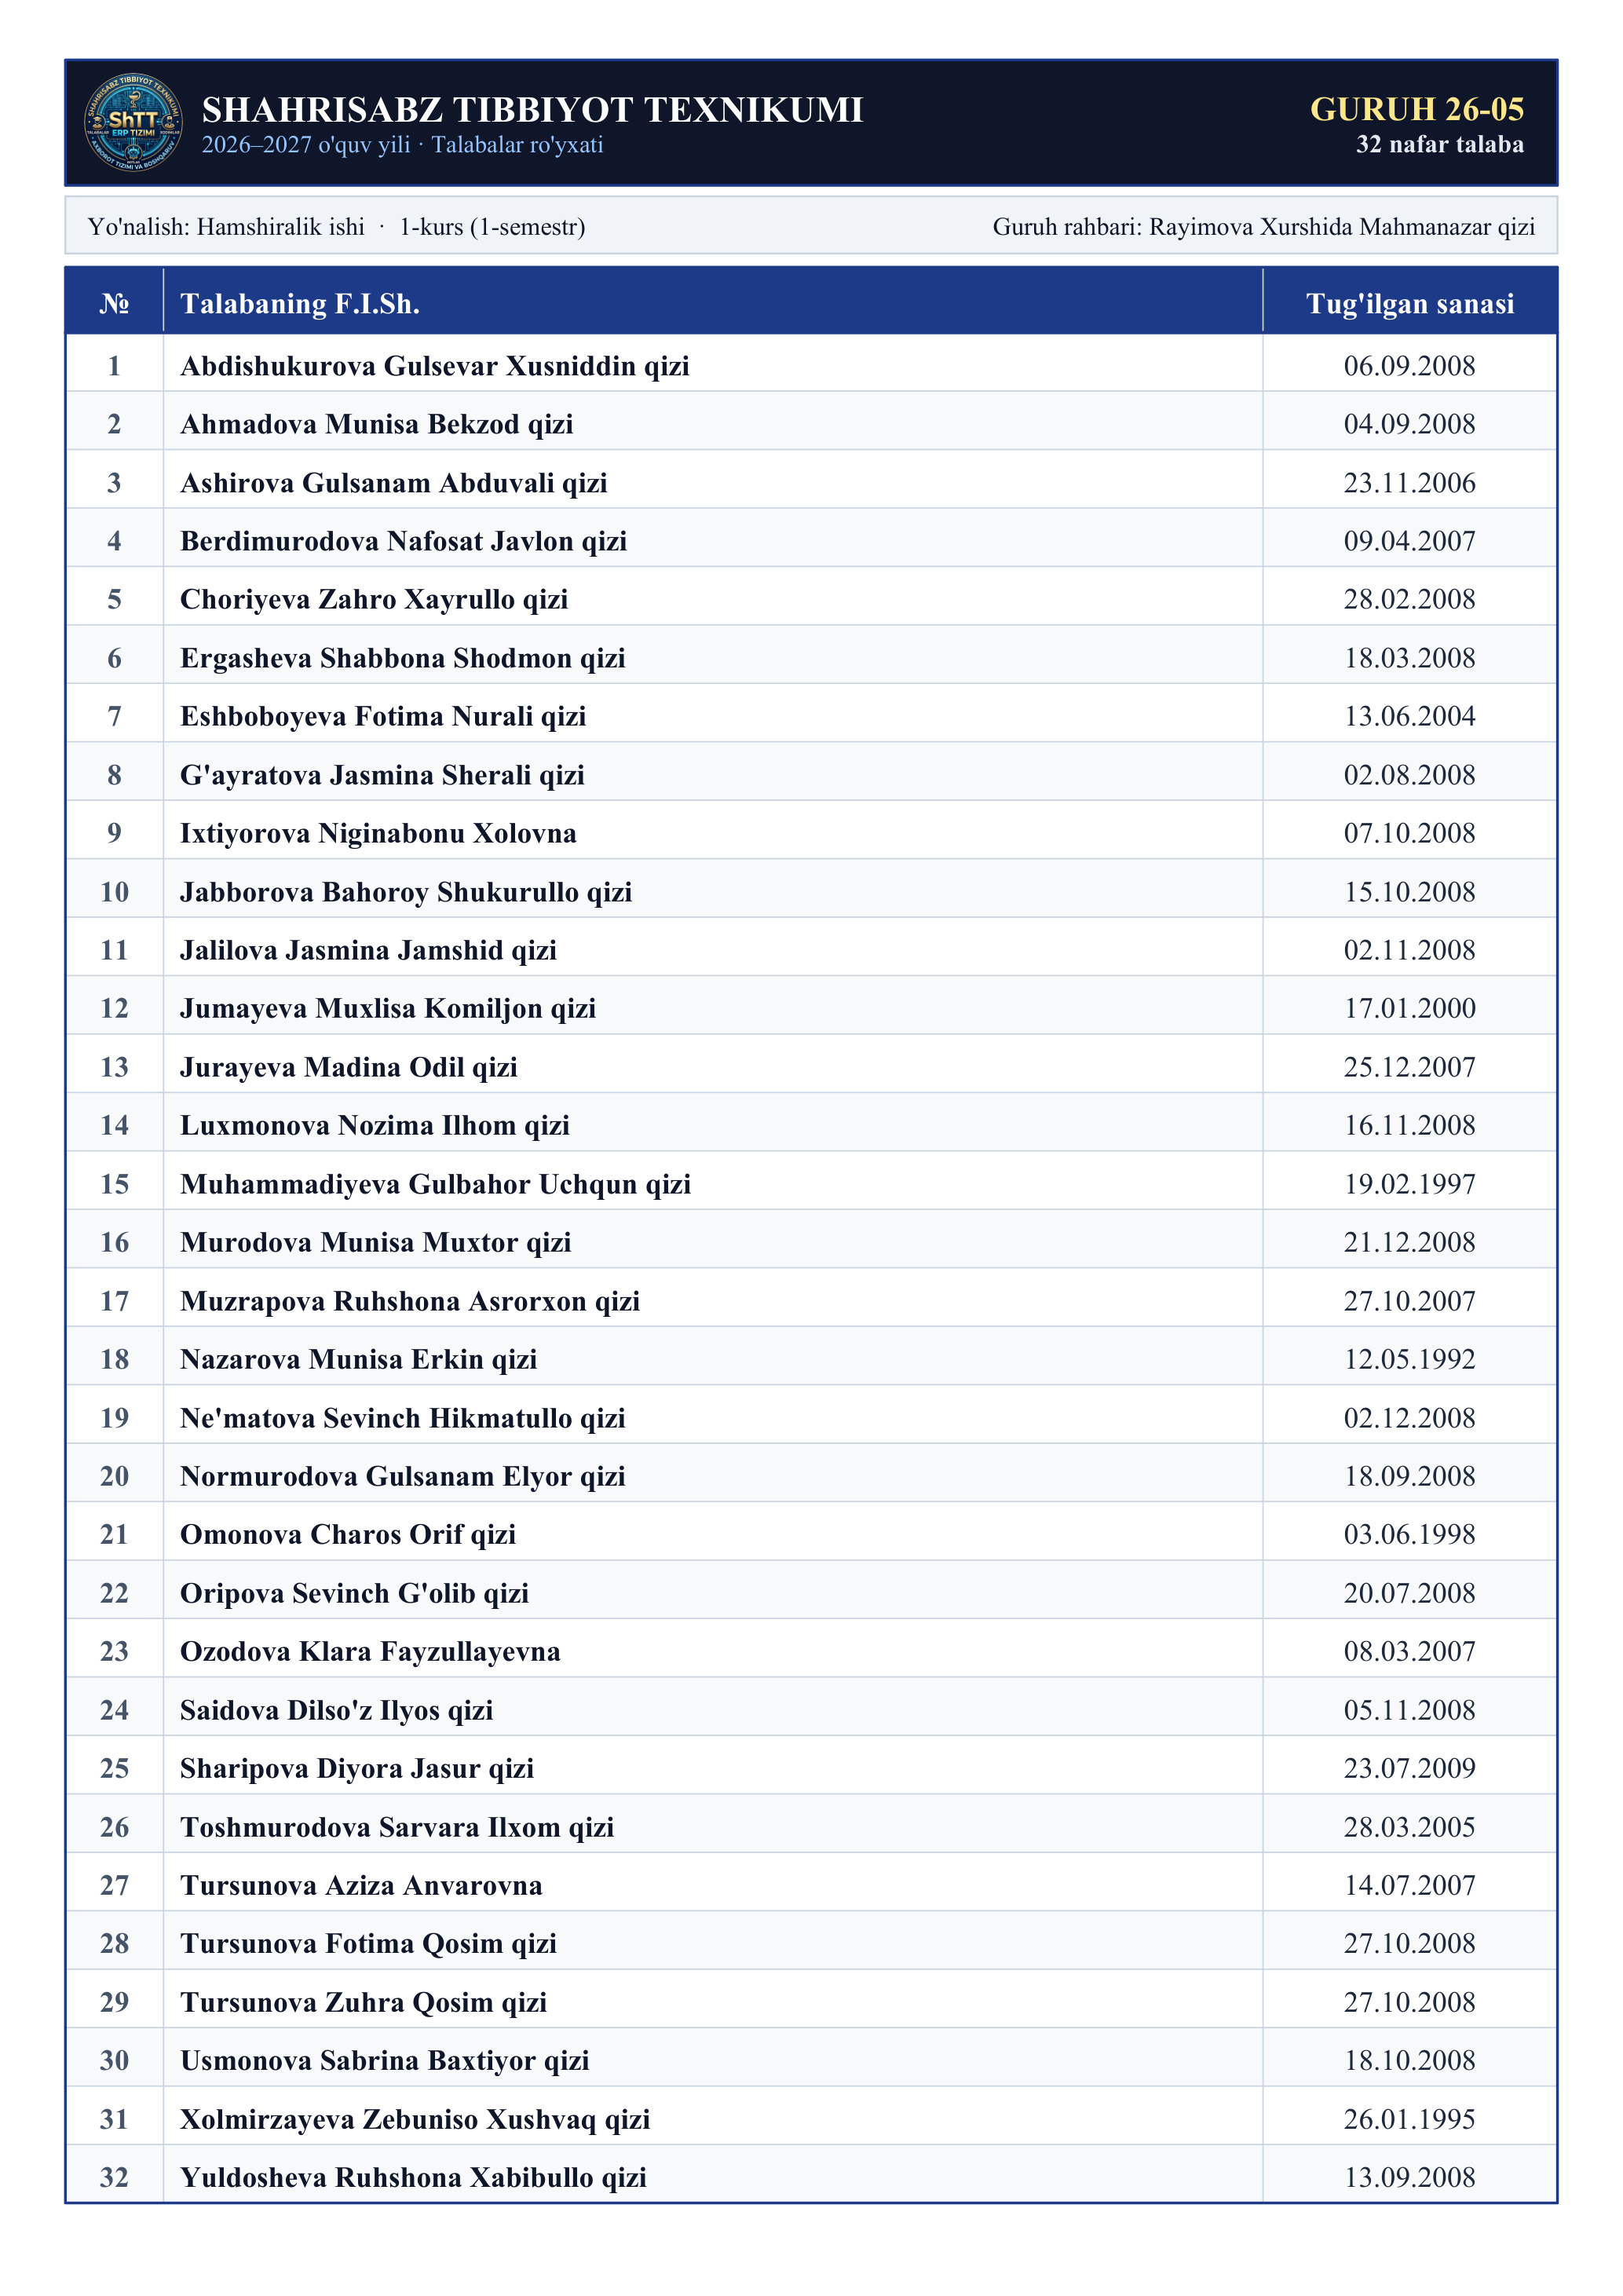 SHAHRISABZ TIBBIYOT TEXNIKUMI
ShTT
ERP TIZIMI
AXBOROT TIZIMI VA BOSHQARUV
SHAHRISABZ TIBBIYOT TEXNIKUMI
2026–2027 o'quv yili · Talabalar ro'yxati
GURUH 26-05
32 nafar talaba
Yo'nalish: Hamshiralik ishi · 1-kurs (1-semestr)
Guruh rahbari: Rayimova Xurshida Mahmanazar qizi
№ Talabaning F.I.Sh. Tug'ilgan sanasi
1 Abdishukurova Gulsevar Xusniddin qizi 06.09.2008
2 Ahmadova Munisa Bekzod qizi 04.09.2008
3 Ashirova Gulsanam Abduvali qizi 23.11.2006
4 Berdimurodova Nafosat Javlon qizi 09.04.2007
5 Choriyeva Zahro Xayrullo qizi 28.02.2008
6 Ergasheva Shabbona Shodmon qizi 18.03.2008
7 Eshboboyeva Fotima Nurali qizi 13.06.2004
8 G'ayratova Jasmina Sherali qizi 02.08.2008
9 Ixtiyorova Niginabonu Xolovna 07.10.2008
10 Jabborova Bahoroy Shukurullo qizi 15.10.2008
11 Jalilova Jasmina Jamshid qizi 02.11.2008
12 Jumayeva Muxlisa Komiljon qizi 17.01.2000
13 Jurayeva Madina Odil qizi 25.12.2007
14 Luxmonova Nozima Ilhom qizi 16.11.2008
15 Muhammadiyeva Gulbahor Uchqun qizi 19.02.1997
16 Murodova Munisa Muxtor qizi 21.12.2008
17 Muzrapova Ruhshona Asrorxon qizi 27.10.2007
18 Nazarova Munisa Erkin qizi 12.05.1992
19 Ne'matova Sevinch Hikmatullo qizi 02.12.2008
20 Normurodova Gulsanam Elyor qizi 18.09.2008
21 Omonova Charos Orif qizi 03.06.1998
22 Oripova Sevinch G'olib qizi 20.07.2008
23 Ozodova Klara Fayzullayevna 08.03.2007
24 Saidova Dilso'z Ilyos qizi 05.11.2008
25 Sharipova Diyora Jasur qizi 23.07.2009
26 Toshmurodova Sarvara Ilxom qizi 28.03.2005
27 Tursunova Aziza Anvarovna 14.07.2007
28 Tursunova Fotima Qosim qizi 27.10.2008
29 Tursunova Zuhra Qosim qizi 27.10.2008
30 Usmonova Sabrina Baxtiyor qizi 18.10.2008
31 Xolmirzayeva Zebuniso Xushvaq qizi 26.01.1995
32 Yuldosheva Ruhshona Xabibullo qizi 13.09.2008